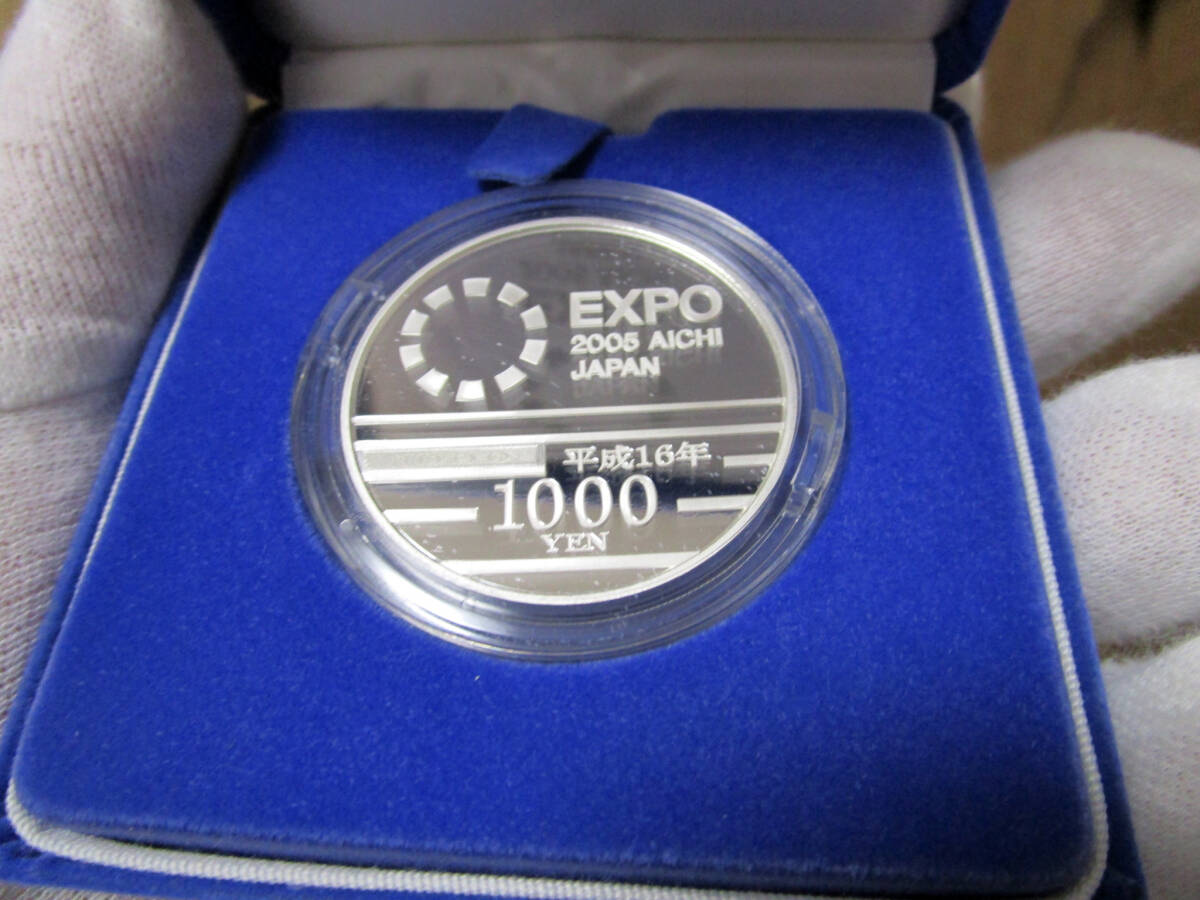 EXPO
2005 AICHI
JAPAN
平成16年
1000
YEN